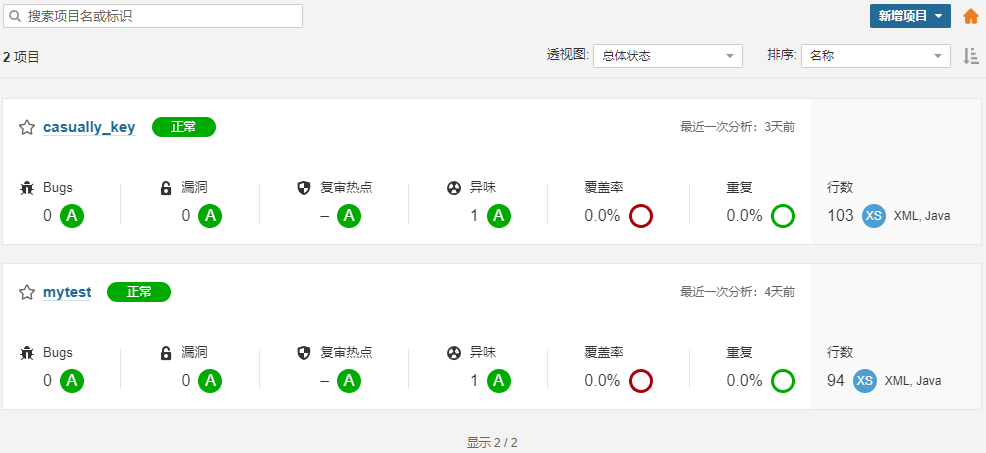 搜索项目名或标识 新增项目
2 项目 透视图: 总体状态 排序: 名称
casually_key 正常 最近一次分析：3天前
Bugs 漏洞 复审热点 异味 覆盖率 重复 行数
0 A 0 A – A 1 A 0.0% 0.0% 103 XS XML, Java
mytest 正常 最近一次分析：4天前
Bugs 漏洞 复审热点 异味 覆盖率 重复 行数
0 A 0 A – A 1 A 0.0% 0.0% 94 XS XML, Java
显示 2 / 2